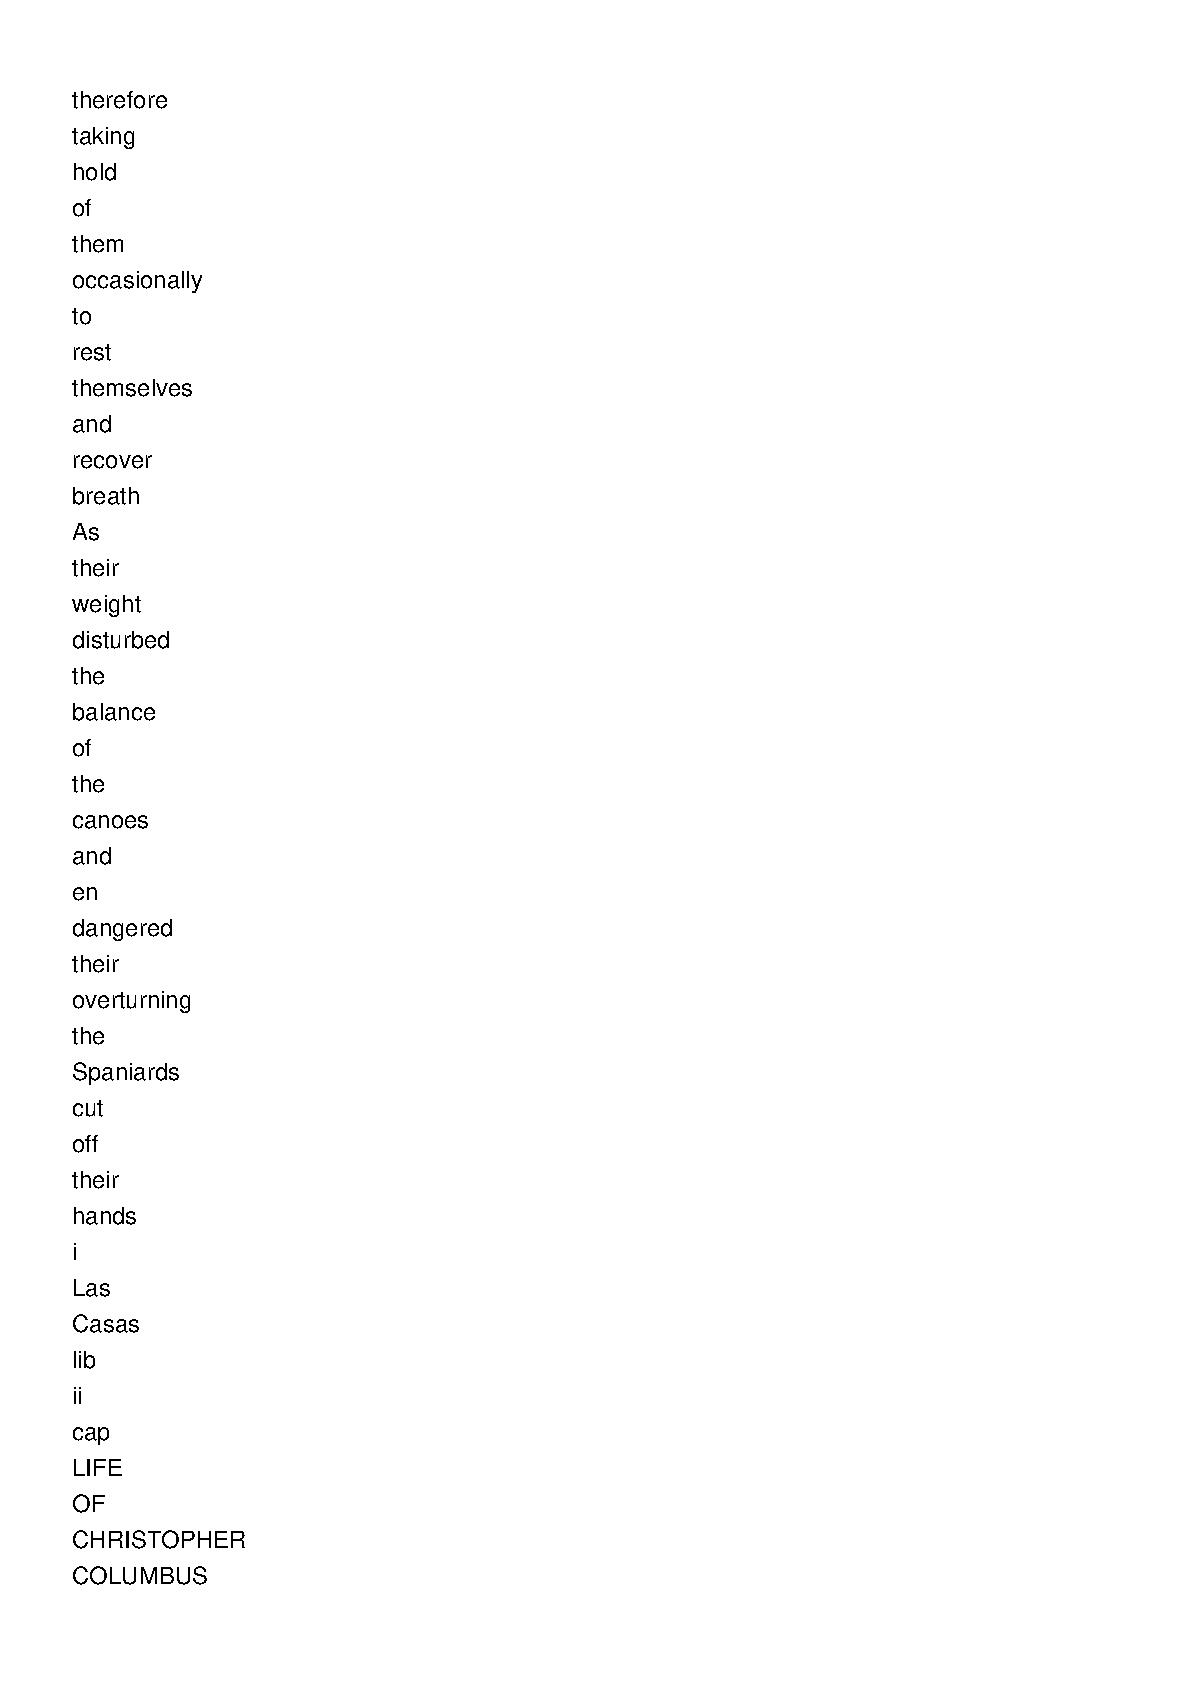 therefore
taking
hold
of
them
occasionally
to
rest
themselves
and
recover
breath
As
their
weight
disturbed
the
balance
of
the
canoes
and
en
dangered
their
overturning
the
Spaniards
cut
off
their
hands
i
Las
Casas
lib
ii
cap
LIFE
OF
CHRISTOPHER
COLUMBUS